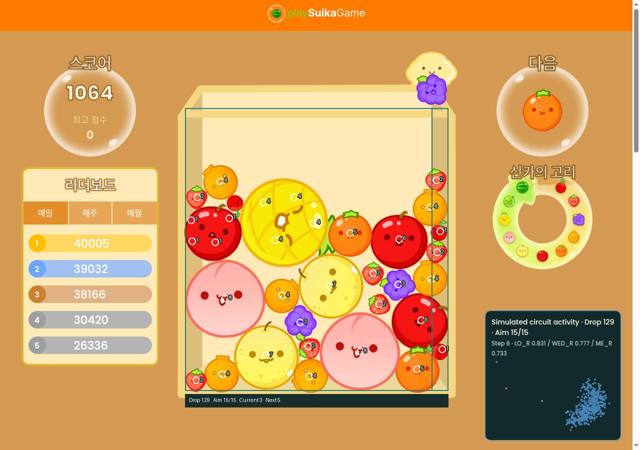 playSuikaGame
스코어
1064
최고 점수
0
리더보드
매일
매주
매월
1 40005
2 39032
3 38166
4 30420
5 26336
다음
신카의 고리
Simulated circuit activity · Drop 129
· Aim 15/15
Step 6 · LO_R 0.831 / WED_R 0.777 / ME_R
0.733
Drop 129 Aim 15/15 Current 3 Next 5